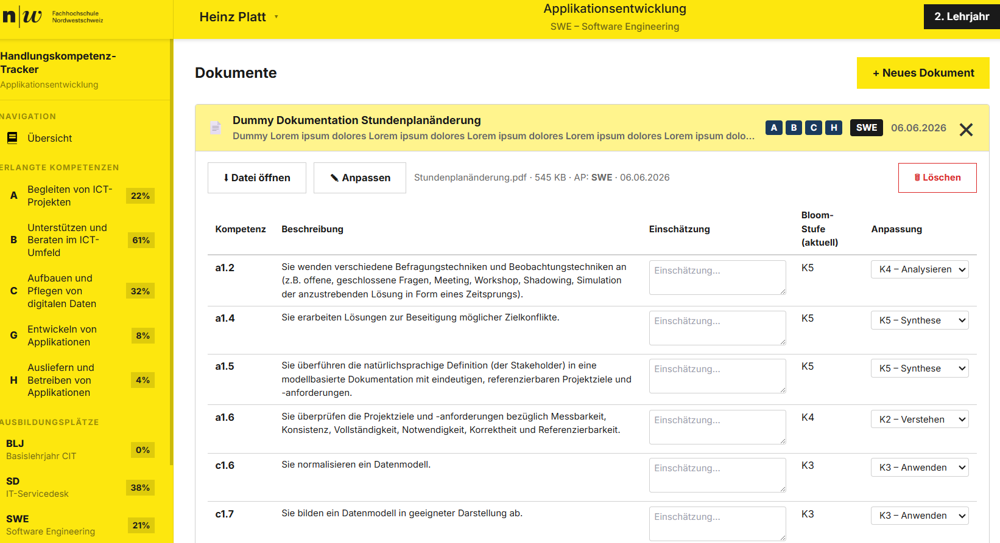 n|w Fachhochschule
Nordwestschweiz
Heinz Platt
Applikationsentwicklung
SWE – Software Engineering
2. Lehrjahr
Handlungskompetenz-
Tracker
Applikationsentwicklung
NAVIGATION
Übersicht
ERLANGTE KOMPETENZEN
A Begleiten von ICT-
Projekten 22%
B Unterstützen und
Beraten im ICT-
Umfeld 61%
C Aufbauen und
Pflegen von
digitalen Daten 32%
G Entwickeln von
Applikationen 8%
H Ausliefern und
Betreiben von
Applikationen 4%
AUSBILDUNGSPLÄTZE
BLJ
Basislehrjahr CIT 0%
SD
IT-Servicedesk 38%
SWE
Software Engineering 21%
Dokumente
+ Neues Dokument
Dummy Dokumentation Stundenplanänderung
Dummy Lorem ipsum dolores Lorem ipsum dolores Lorem ipsum dolores Lorem ipsum dolores Lorem ipsum dolo...
A B C H SWE 06.06.2026
Datei öffnen
Anpassen
Stundenplanänderung.pdf · 545 KB · AP: SWE · 06.06.2026
Löschen
Kompetenz Beschreibung Einschätzung Bloom-
Stufe
(aktuell) Anpassung
a1.2 Sie wenden verschiedene Befragungstechniken und Beobachtungstechniken an
(z.B. offene, geschlossene Fragen, Meeting, Workshop, Shadowing, Simulation
der anzustrebenden Lösung in Form eines Zeitsprungs).
Einschätzung... K5 K4 – Analysieren
a1.4 Sie erarbeiten Lösungen zur Beseitigung möglicher Zielkonflikte.
Einschätzung... K5 K5 – Synthese
a1.5 Sie überführen die natürlichsprachige Definition (der Stakeholder) in eine
modellbasierte Dokumentation mit eindeutigen, referenzierbaren Projektziele und
-anforderungen.
Einschätzung... K5 K5 – Synthese
a1.6 Sie überprüfen die Projektziele und -anforderungen bezüglich Messbarkeit,
Konsistenz, Vollständigkeit, Notwendigkeit, Korrektheit und Referenzierbarkeit.
Einschätzung... K4 K2 – Verstehen
c1.6 Sie normalisieren ein Datenmodell.
Einschätzung... K3 K3 – Anwenden
c1.7 Sie bilden ein Datenmodell in geeigneter Darstellung ab.
Einschätzung... K3 K3 – Anwenden